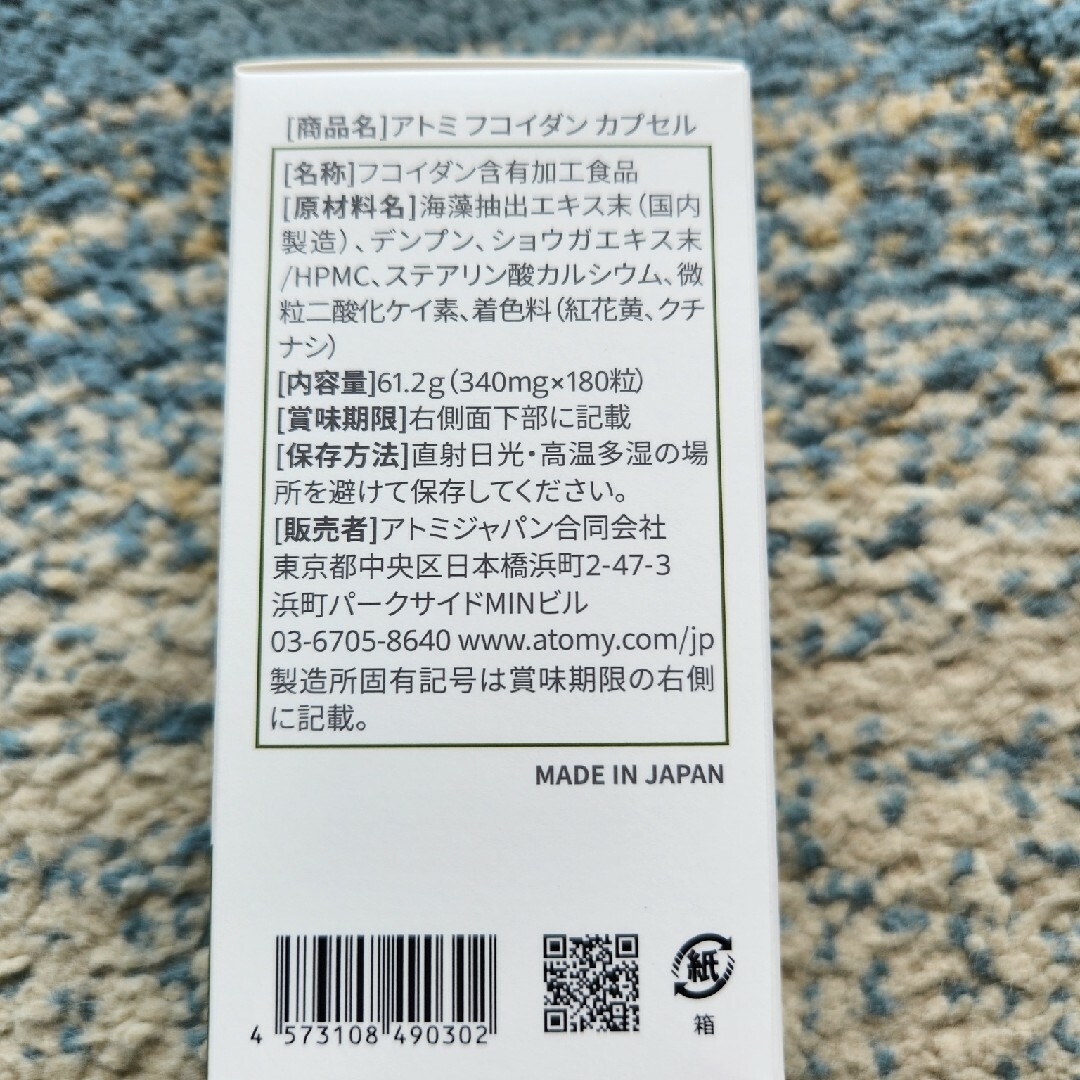 [商品名]アトミ フコイダン カプセル
[名称]フコイダン含有加工食品
[原材料名]海藻抽出エキス末(国内
製造)、デンプン、ショウガエキス末
/HPMC、ステアリン酸カルシウム、微
粒二酸化ケイ素、着色料(紅花黄、クチ
ナシ)
[内容量]61.2g(340mg×180粒)
[賞味期限]右側面下部に記載
[保存方法]直射日光・高温多湿の場
所を避けて保存してください。
[販売者]アトミジャパン合同会社
東京都中央区日本橋浜町2-47-3
浜町パークサイドMINビル
03-6705-8640 www.atomy.com/jp
製造所固有記号は賞味期限の右側
に記載。
MADE IN JAPAN
4 573108 490302
紙
箱